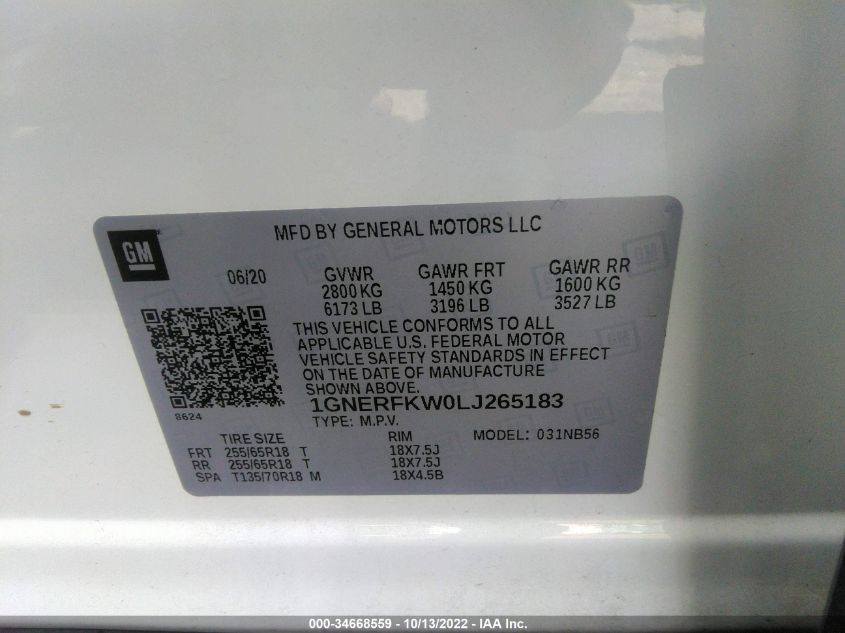 MFD BY GENERAL MOTORS LLC
GM
06/20 GVWR GAWR FRT GAWR RR
2800 KG 1450 KG 1600 KG
6173 LB 3196 LB 3527 LB
THIS VEHICLE CONFORMS TO ALL
APPLICABLE U.S. FEDERAL MOTOR
VEHICLE SAFETY STANDARDS IN EFFECT
ON THE DATE OF MANUFACTURE
SHOWN ABOVE.
1GNERFKW0LJ265183
8624
TYPE: M.P.V.
TIRE SIZE RIM MODEL: 031NB56
FRT 255/65R18 T 18X7.5J
RR 255/65R18 T 18X7.5J
SPA T135/70R18 M 18X4.5B
000-34668559 - 10/13/2022 - IAA Inc.